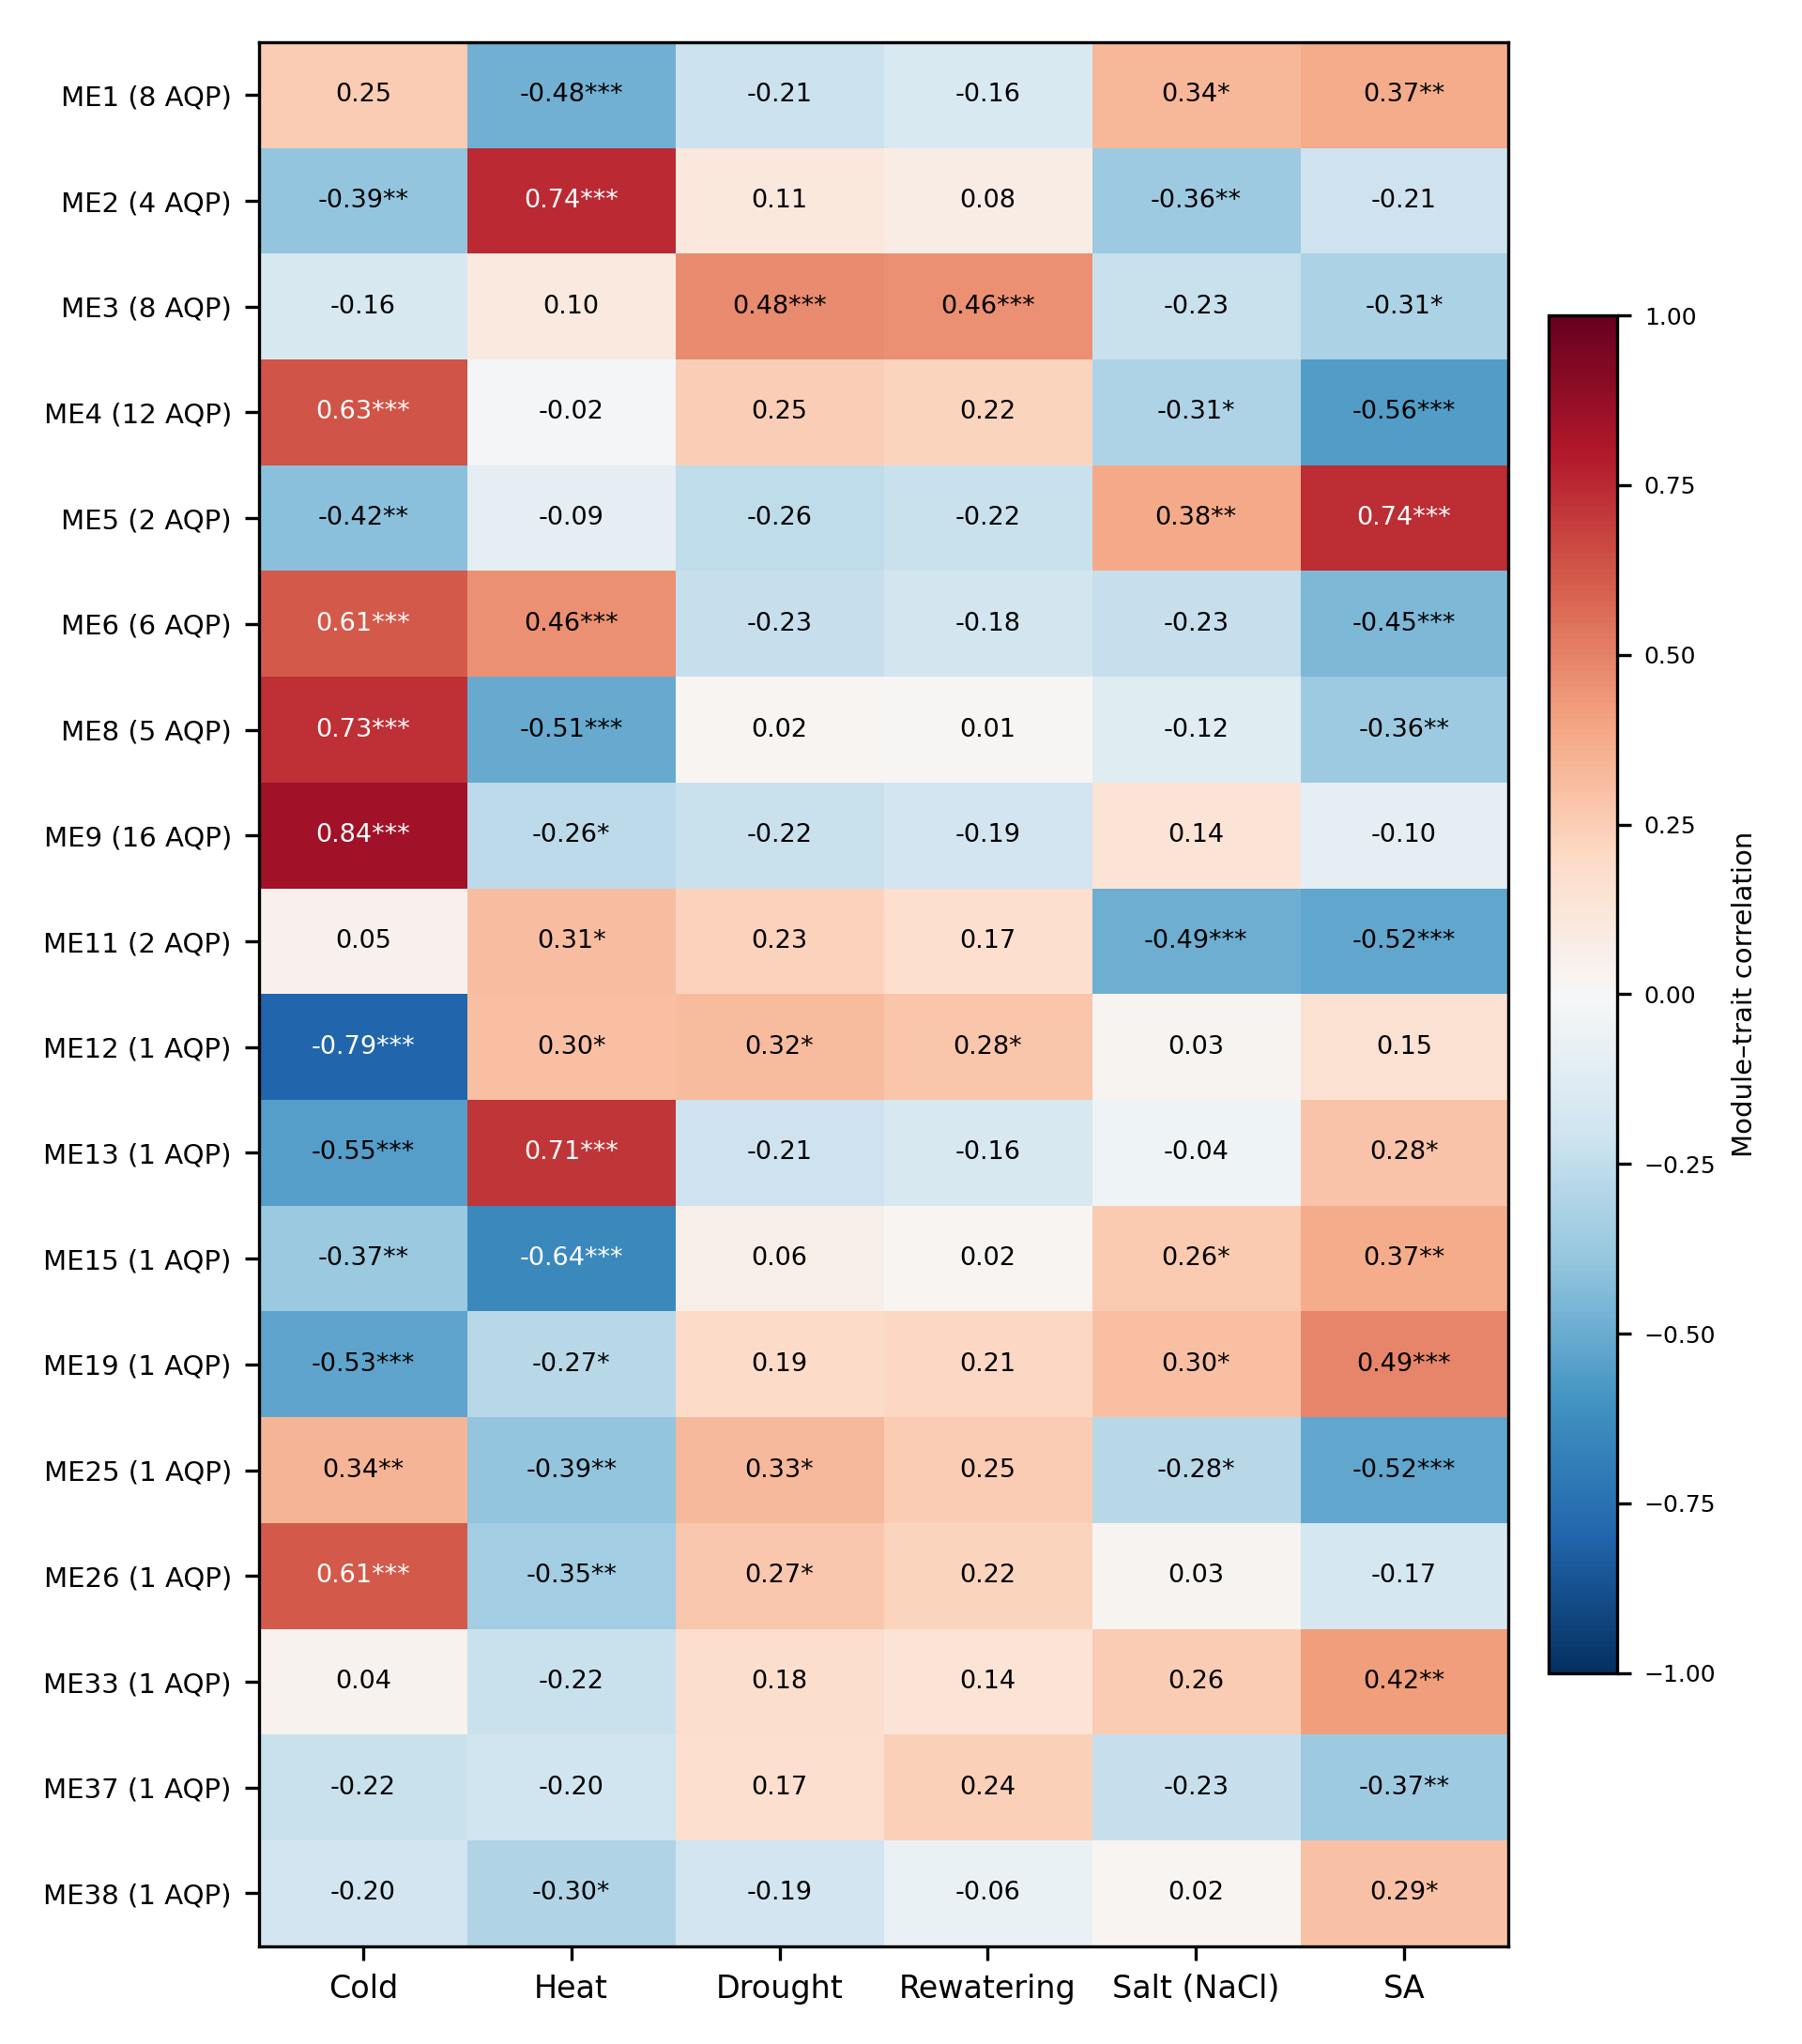 ME1 (8 AQP) 0.25 -0.48*** -0.21 -0.16 0.34* 0.37**
ME2 (4 AQP) -0.39** 0.74*** 0.11 0.08 -0.36** -0.21
ME3 (8 AQP) -0.16 0.10 0.48*** 0.46*** -0.23 -0.31*
ME4 (12 AQP) 0.63*** -0.02 0.25 0.22 -0.31* -0.56***
ME5 (2 AQP) -0.42** -0.09 -0.26 -0.22 0.38** 0.74***
ME6 (6 AQP) 0.61*** 0.46*** -0.23 -0.18 -0.23 -0.45***
ME8 (5 AQP) 0.73*** -0.51*** 0.02 0.01 -0.12 -0.36**
ME9 (16 AQP) 0.84*** -0.26* -0.22 -0.19 0.14 -0.10
ME11 (2 AQP) 0.05 0.31* 0.23 0.17 -0.49*** -0.52***
ME12 (1 AQP) -0.79*** 0.30* 0.32* 0.28* 0.03 0.15
ME13 (1 AQP) -0.55*** 0.71*** -0.21 -0.16 -0.04 0.28*
ME15 (1 AQP) -0.37** -0.64*** 0.06 0.02 0.26* 0.37**
ME19 (1 AQP) -0.53*** -0.27* 0.19 0.21 0.30* 0.49***
ME25 (1 AQP) 0.34** -0.39** 0.33* 0.25 -0.28* -0.52***
ME26 (1 AQP) 0.61*** -0.35** 0.27* 0.22 0.03 -0.17
ME33 (1 AQP) 0.04 -0.22 0.18 0.14 0.26 0.42**
ME37 (1 AQP) -0.22 -0.20 0.17 0.24 -0.23 -0.37**
ME38 (1 AQP) -0.20 -0.30* -0.19 -0.06 0.02 0.29*
Cold Heat Drought Rewatering Salt (NaCl) SA
1.00
0.75
0.50
0.25
0.00
−0.25
−0.50
−0.75
−1.00
Module–trait correlation